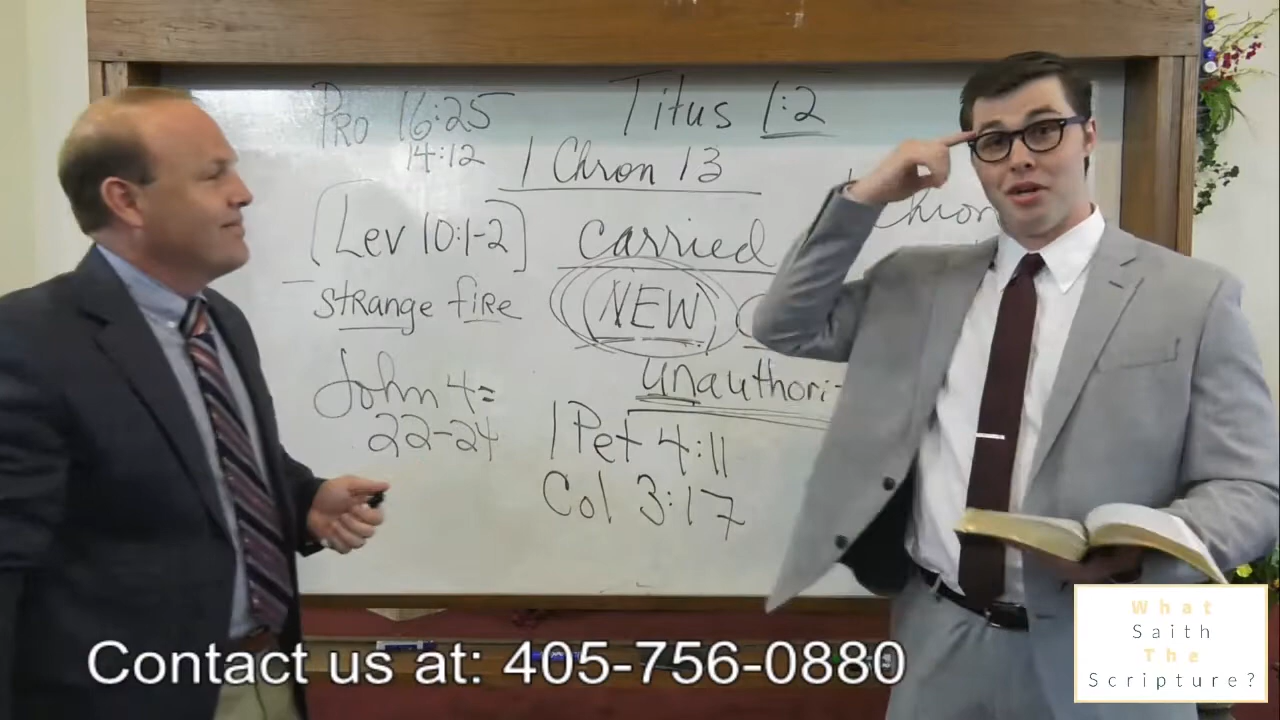 PRO 16:25
14:12
Titus 1:2
1 Chron 13
Chron
[Lev 10:1-2]
carried
strange fire
NEW
unauthori
John 4:
22-24
1 Pet 4:11
Col 3:17
Contact us at: 405-756-0880
What
Saith
The
Scripture?